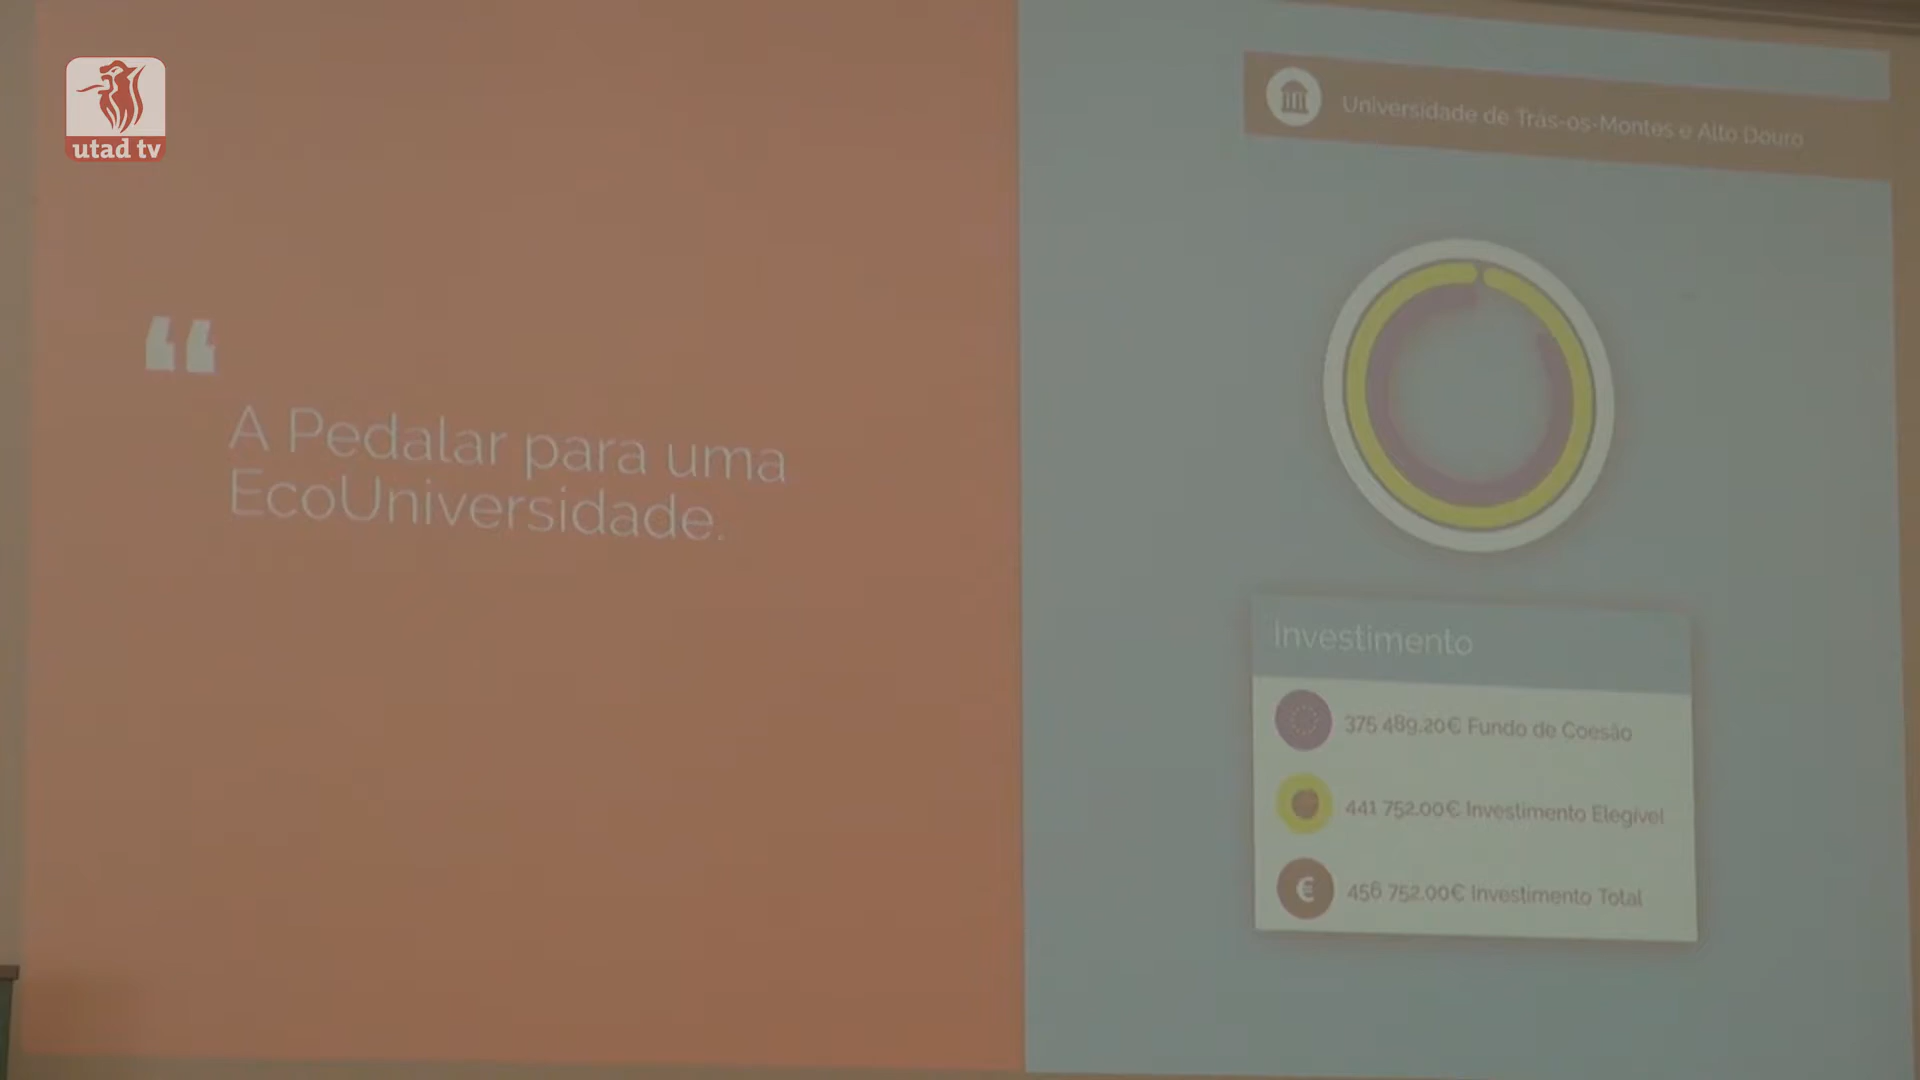 utad tv
“
A Pedalar para uma
EcoUniversidade.
Universidade de Trás-os-Montes e Alto Douro
Investimento
375 489.20€ Fundo de Coesão
441 752.00€ Investimento Elegível
€
456 752.00€ Investimento Total